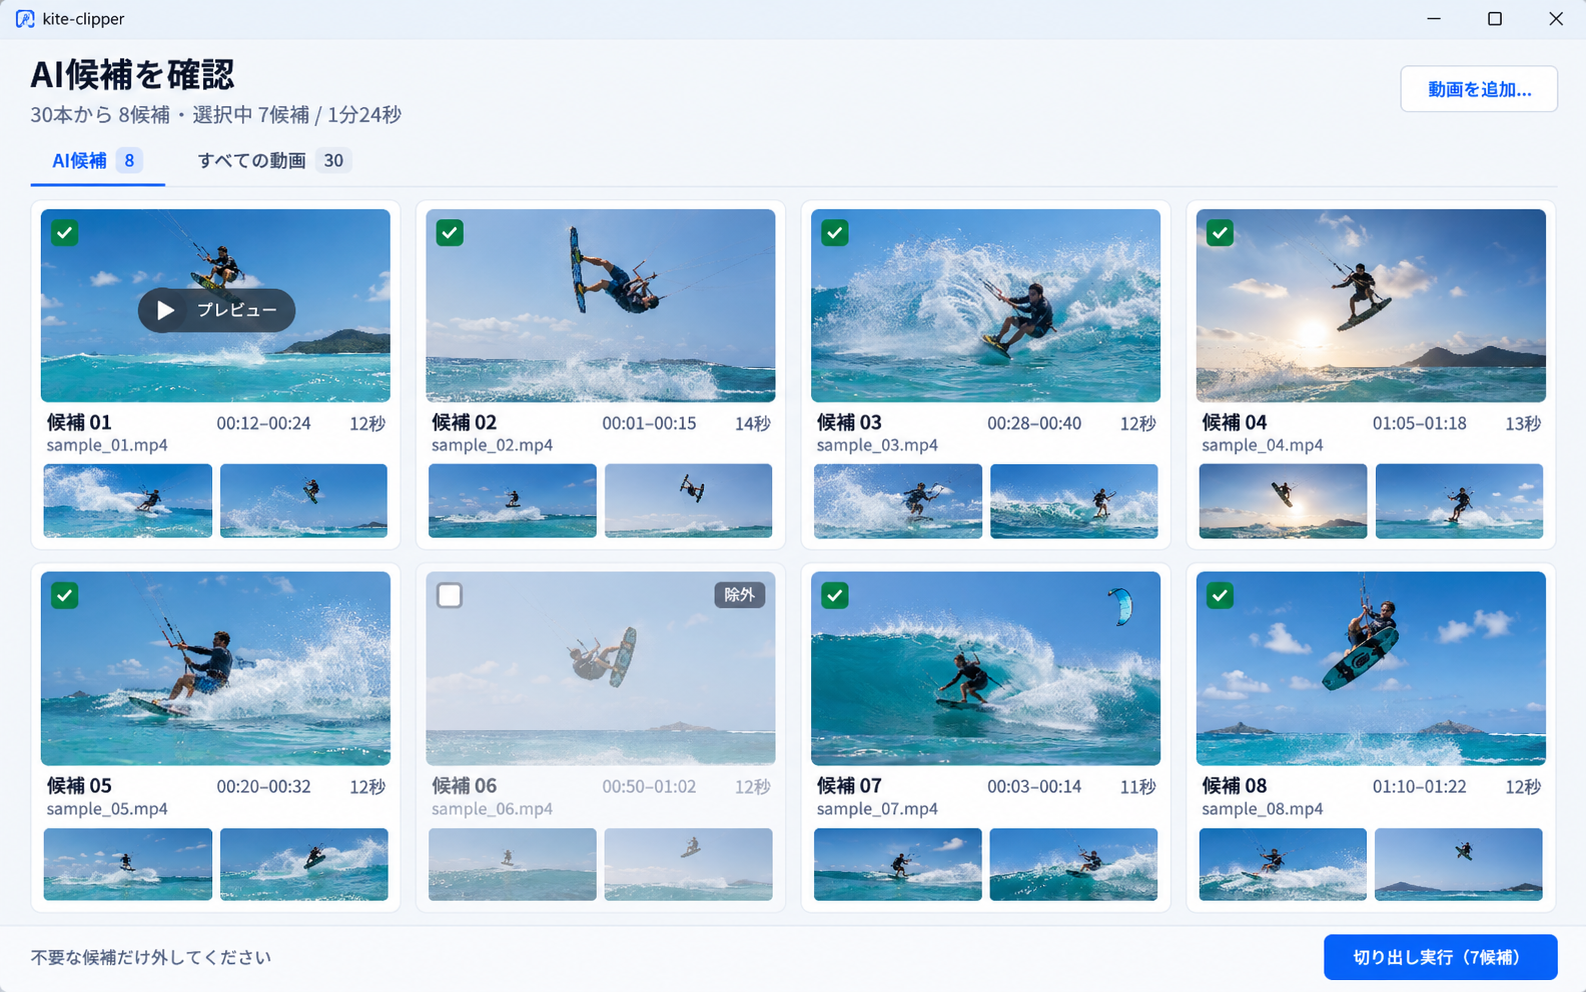 kite-clipper
AI候補を確認
30本から 8候補・選択中 7候補 / 1分24秒
動画を追加...
AI候補 8 すべての動画 30
プレビュー
候補 01 00:12–00:24 12秒
sample_01.mp4
候補 02 00:01–00:15 14秒
sample_02.mp4
候補 03 00:28–00:40 12秒
sample_03.mp4
候補 04 01:05–01:18 13秒
sample_04.mp4
候補 05 00:20–00:32 12秒
sample_05.mp4
除外
候補 06 00:50–01:02 12秒
sample_06.mp4
候補 07 00:03–00:14 11秒
sample_07.mp4
候補 08 01:10–01:22 12秒
sample_08.mp4
不要な候補だけ外してください
切り出し実行（7候補）